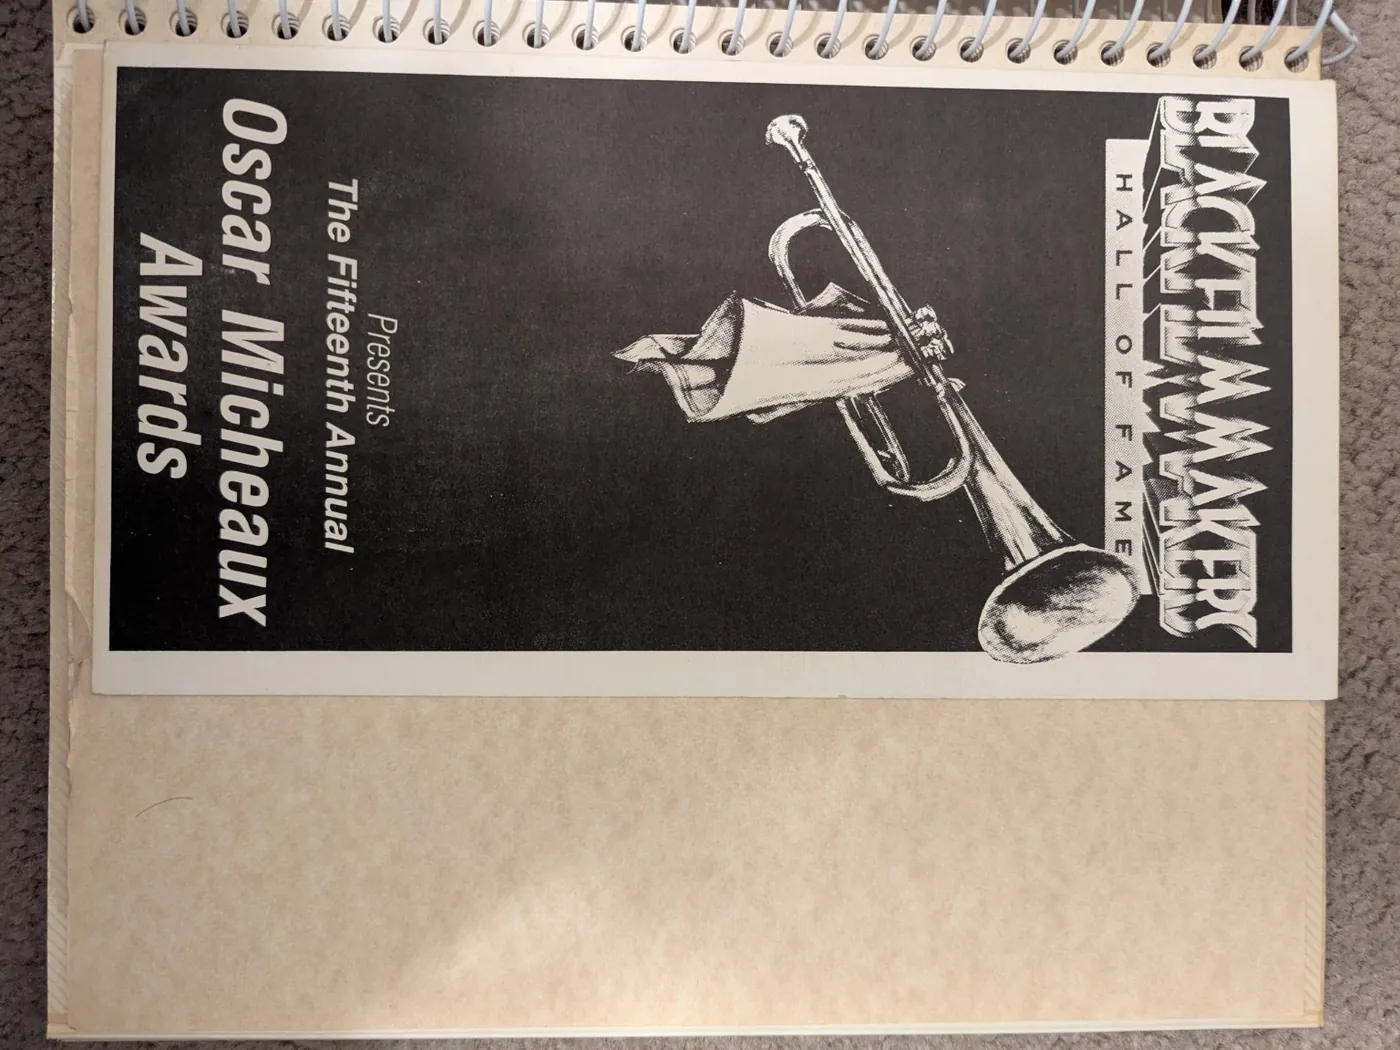 BLACK FILMMAKERS
HALL OF FAME
Presents
The Fifteenth Annual
Oscar Micheaux
Awards